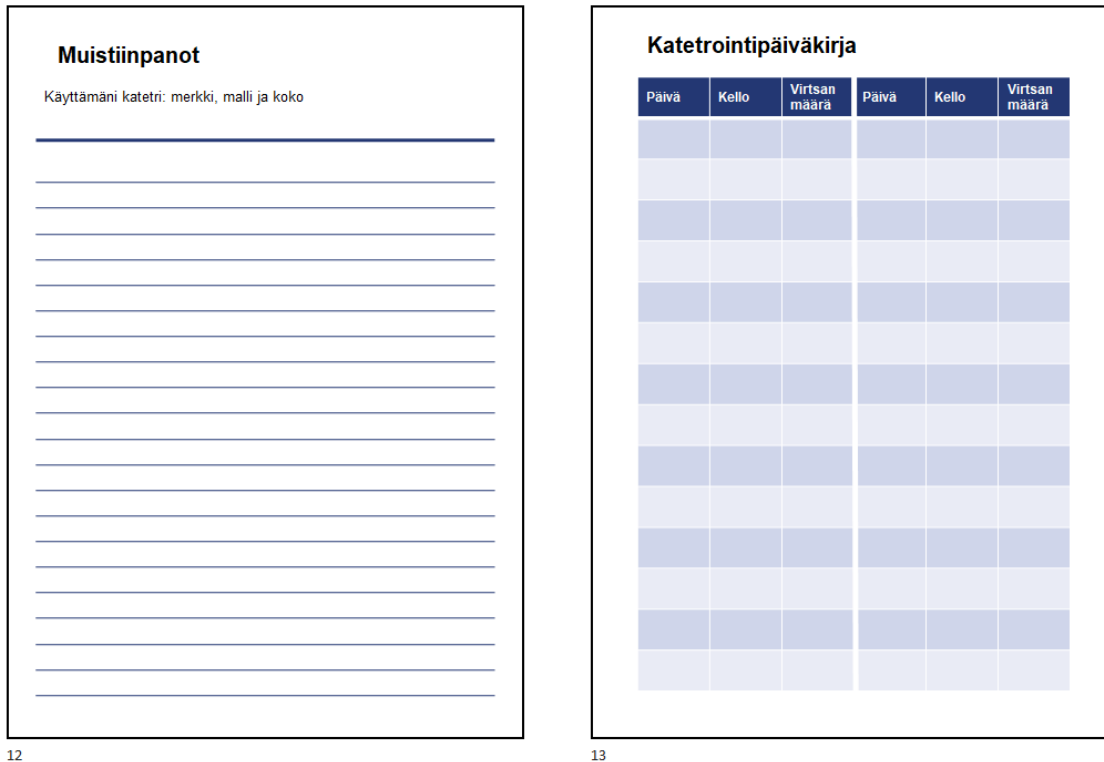 Muistiinpanot
Käyttämäni katetri: merkki, malli ja koko
12
Katetrointipäiväkirja
Päivä Kello Virtsan määrä Päivä Kello Virtsan määrä
13